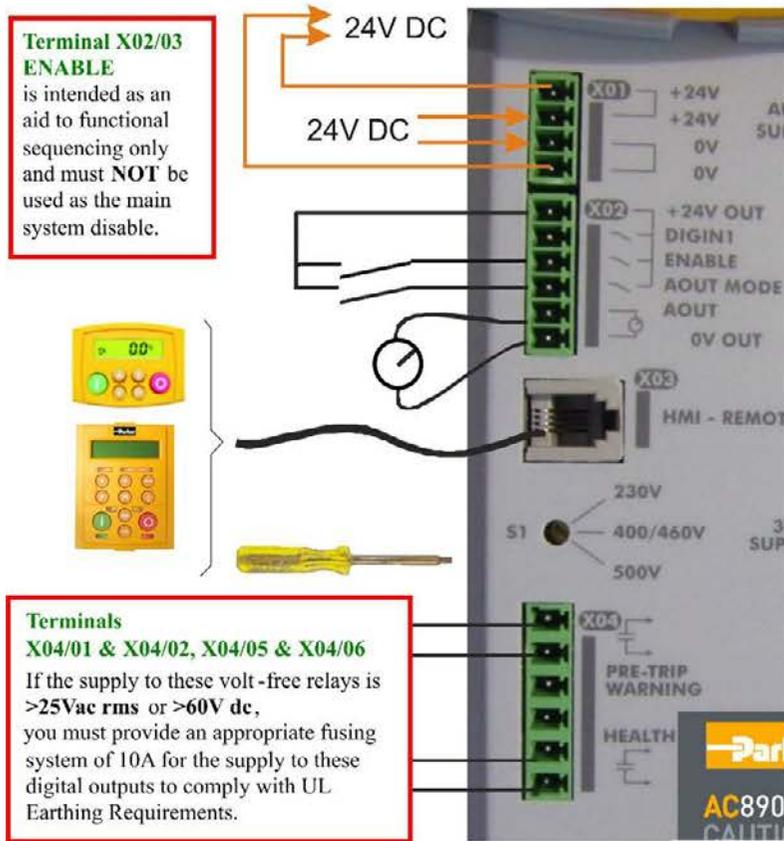 Terminal X02/03
ENABLE
is intended as an
aid to functional
sequencing only
and must NOT be
used as the main
system disable.
24V DC
24V DC
X01
+24V
+24V
0V
0V
X02
+24V OUT
DIGIN1
ENABLE
AOUT MODE
AOUT
0V OUT
X03
HMI - REMOT
230V
S1
400/460V
500V
Terminals
X04/01 & X04/02, X04/05 & X04/06
If the supply to these volt-free relays is
>25Vac rms or >60V dc,
you must provide an appropriate fusing
system of 10A for the supply to these
digital outputs to comply with UL
Earthing Requirements.
X04
PRE-TRIP
WARNING
HEALTH
AC890
CAUTIO